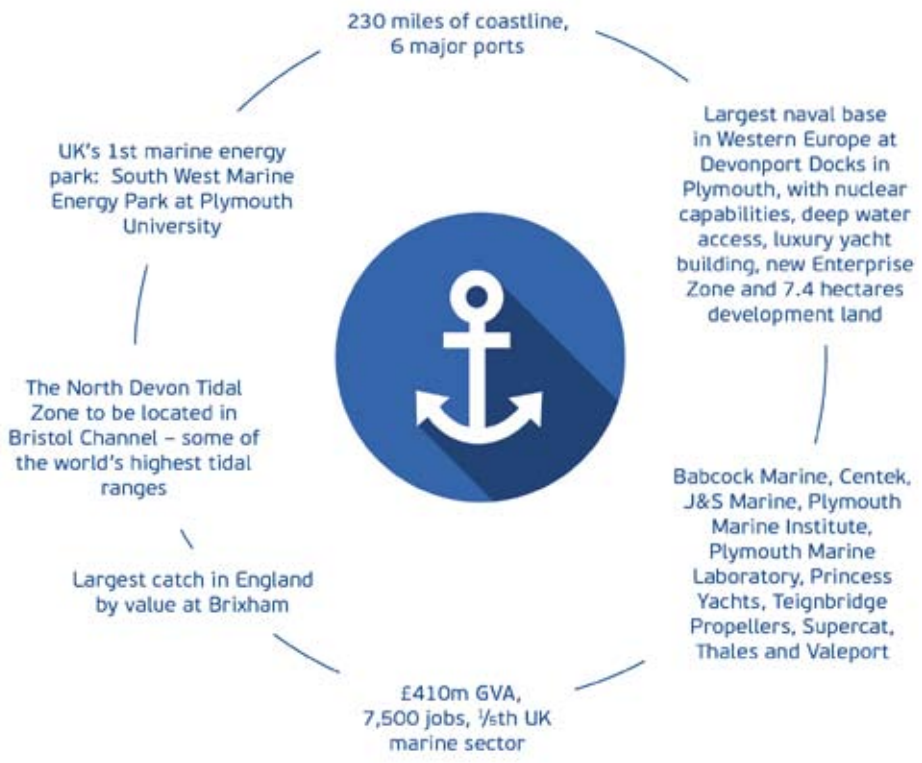 230 miles of coastline,
6 major ports
Largest naval base
in Western Europe at
Devonport Docks in
Plymouth, with nuclear
capabilities, deep water
access, luxury yacht
building, new Enterprise
Zone and 7.4 hectares
development land
Babcock Marine, Centek,
J&S Marine, Plymouth
Marine Institute,
Plymouth Marine
Laboratory, Princess
Yachts, Teignbridge
Propellers, Supercat,
Thales and Valeport
£410m GVA,
7,500 jobs, ⅕th UK
marine sector
Largest catch in England
by value at Brixham
The North Devon Tidal
Zone to be located in
Bristol Channel – some of
the world's highest tidal
ranges
UK's 1st marine energy
park: South West Marine
Energy Park at Plymouth
University